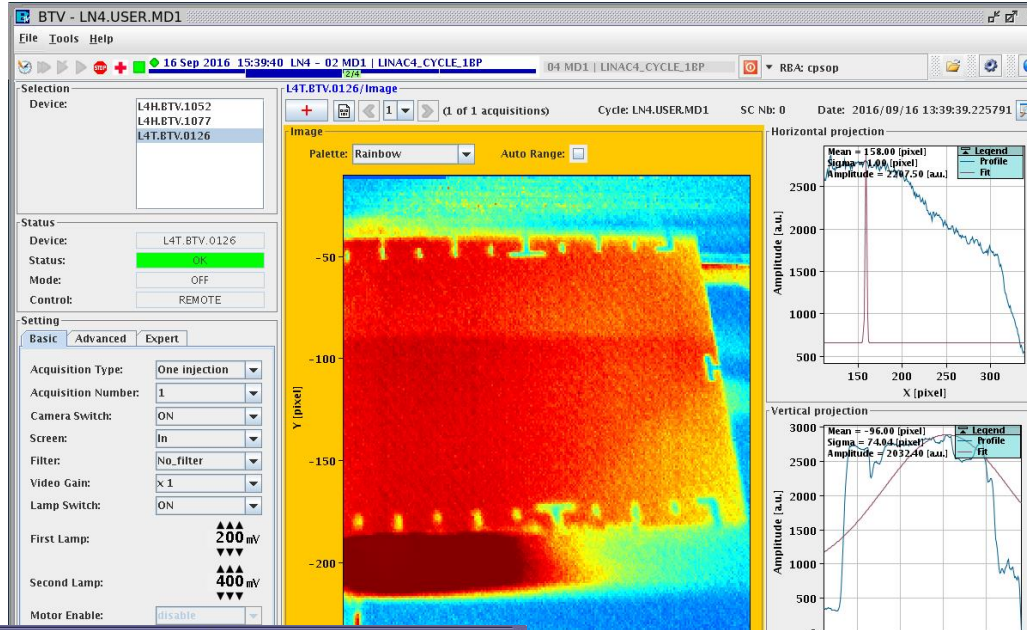 BTV - LN4.USER.MD1
File Tools Help
STOP 16 Sep 2016 15:39:40 LN4 - 02 MD1 | LINAC4_CYCLE_1BP 04 MD1 | LINAC4_CYCLE_1BP RBA: cpsop
2/4
Selection
Device:
L4H.BTV.1052
L4H.BTV.1077
L4T.BTV.0126
Status
Device: L4T.BTV.0126
Status: OK
Mode: OFF
Control: REMOTE
Setting
Basic Advanced Expert
Acquisition Type: One injection
Acquisition Number: 1
Camera Switch: ON
Screen: In
Filter: No_filter
Video Gain: x 1
Lamp Switch: ON
First Lamp: 200 mV
Second Lamp: 400 mV
Motor Enable: disable
L4T.BTV.0126/Image
1 (1 of 1 acquisitions) Cycle: LN4.USER.MD1 SC Nb: 0 Date: 2016/09/16 13:39:39.225791
Image
Palette: Rainbow Auto Range:
Y [pixel]
-50
-100
-150
-200
Horizontal projection
Mean = 158.00 [pixel]
Sigma = 1.00 [pixel]
Amplitude = 2207.50 [a.u.]
Legend
Profile
Fit
Amplitude [a.u.]
2500
2000
1500
1000
500
150 200 250 300
X [pixel]
Vertical projection
Mean = -96.00 [pixel]
Sigma = 74.04 [pixel]
Amplitude = 2032.40 [a.u.]
Legend
Profile
Fit
Amplitude [a.u.]
3000
2500
2000
1500
1000
500